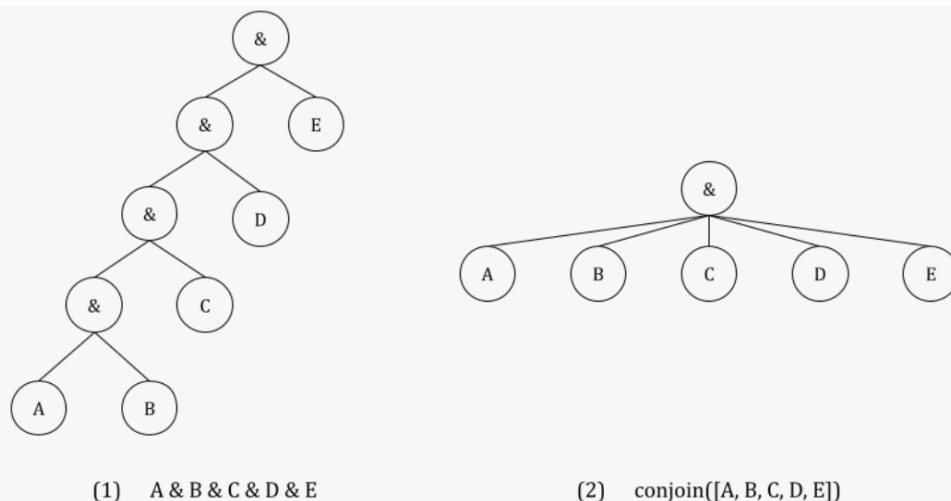 &
& E
& D
& C
A B
&
A B C D E
(1) A & B & C & D & E
(2) conjoin([A, B, C, D, E])